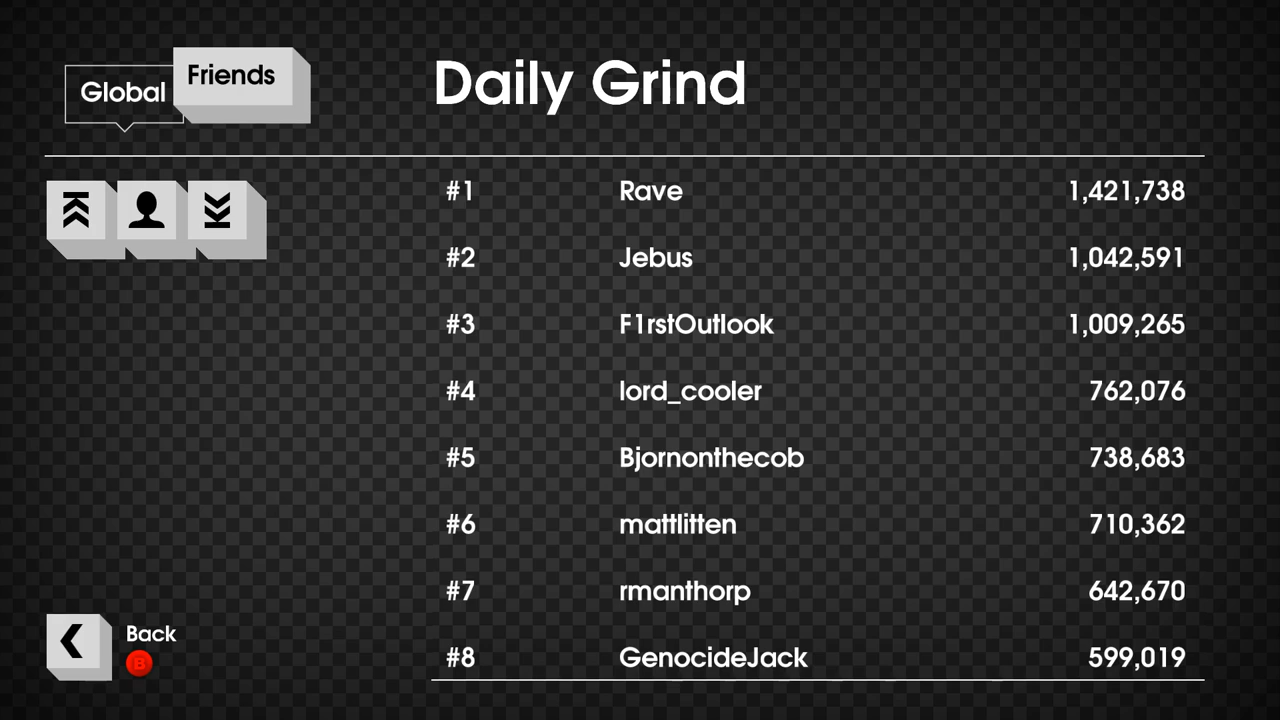 Global
Friends
Daily Grind
#1 Rave 1,421,738
#2 Jebus 1,042,591
#3 F1rstOutlook 1,009,265
#4 lord_cooler 762,076
#5 Bjornonthecob 738,683
#6 mattlitten 710,362
#7 rmanthorp 642,670
#8 GenocideJack 599,019
Back
B